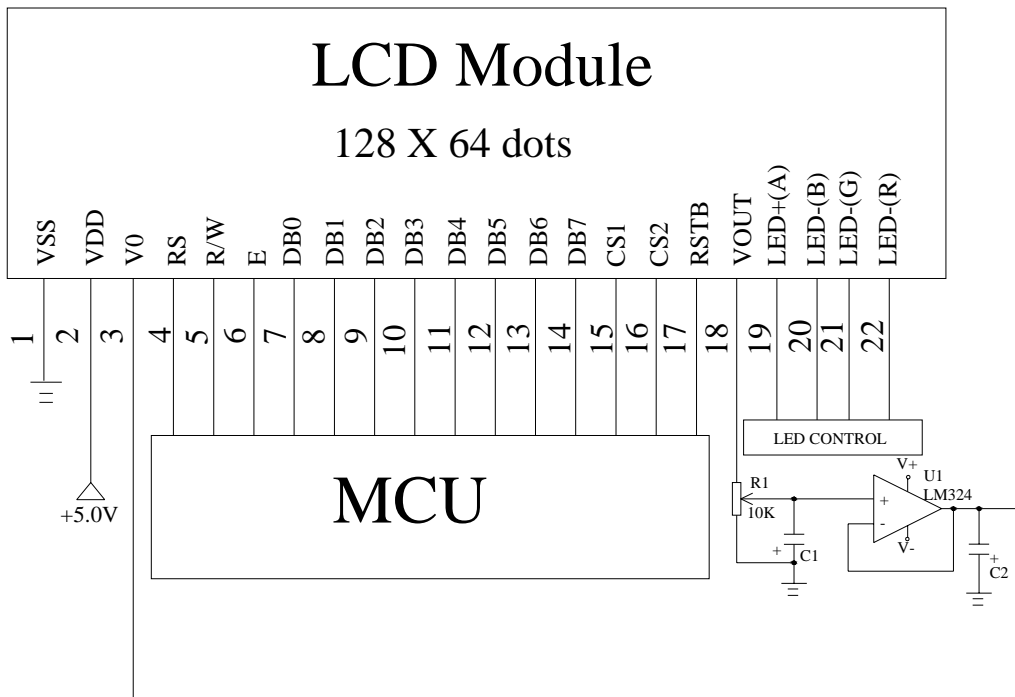 LCD Module
128 X 64 dots
VSS
VDD
V0
RS
R/W
E
DB0
DB1
DB2
DB3
DB4
DB5
DB6
DB7
CS1
CS2
RSTB
VOUT
LED+(A)
LED-(B)
LED-(G)
LED-(R)
1
2
3
4
5
6
7
8
9
10
11
12
13
14
15
16
17
18
19
20
21
22
LED CONTROL
MCU
+5.0V
R1
10K
+
C1
V+
U1
LM324
+
-
V-
+
C2